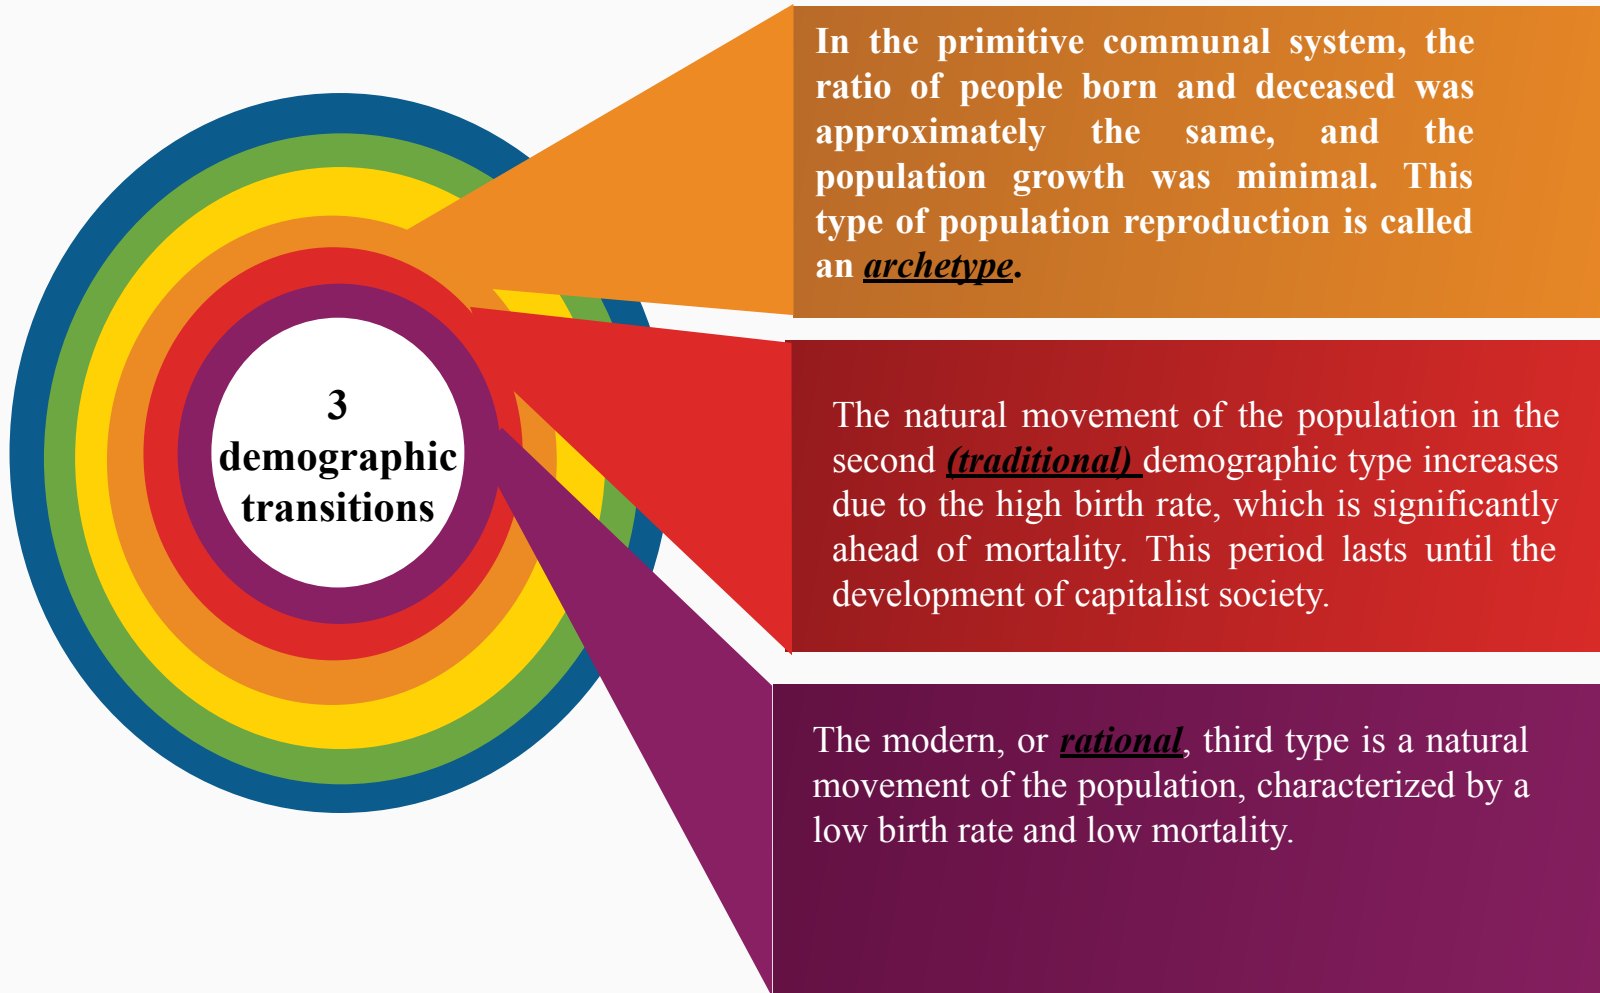 In the primitive communal system, the
ratio of people born and deceased was
approximately the same, and the
population growth was minimal. This
type of population reproduction is called
an archetype.
3
demographic
transitions
The natural movement of the population in the
second (traditional) demographic type increases
due to the high birth rate, which is significantly
ahead of mortality. This period lasts until the
development of capitalist society.
The modern, or rational, third type is a natural
movement of the population, characterized by a
low birth rate and low mortality.